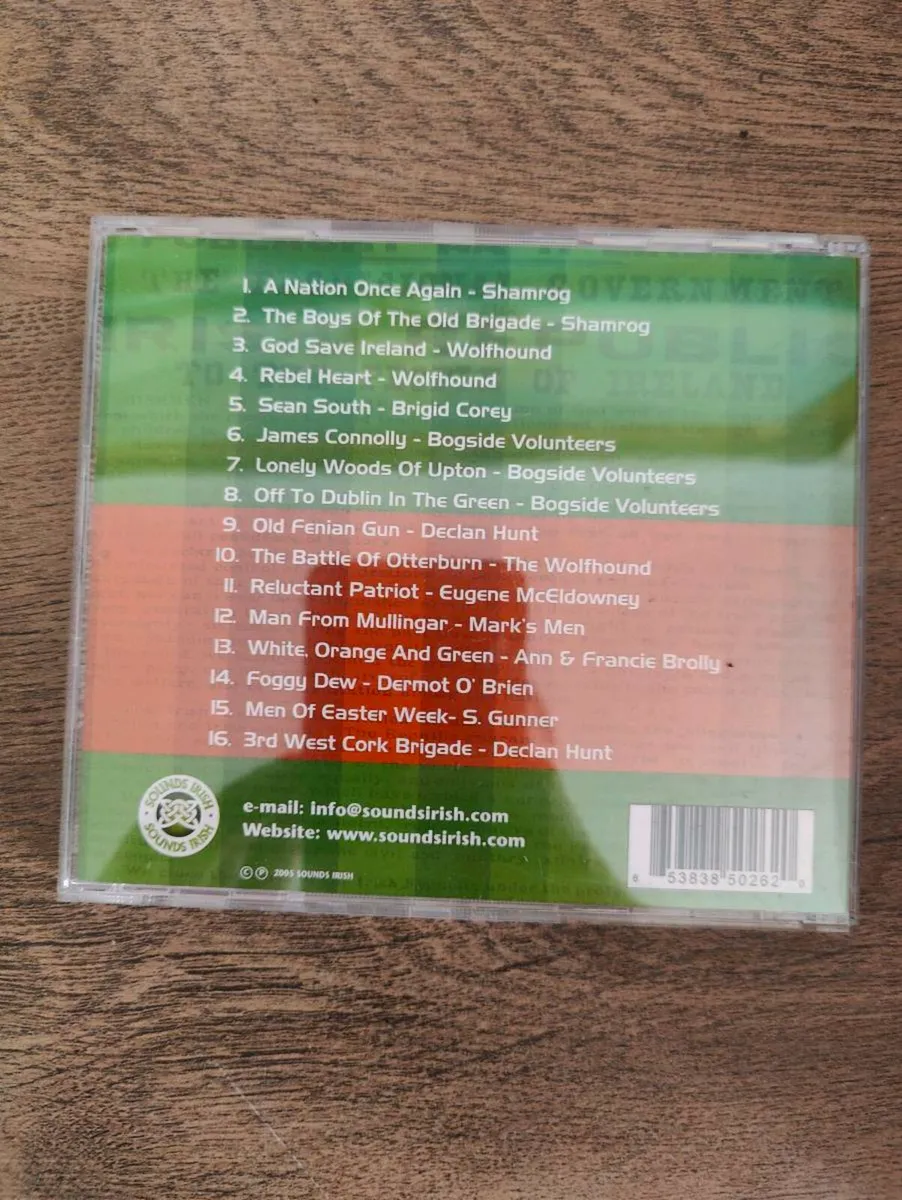 THE GOVERNMENT
OF IRELAND
1. A Nation Once Again - Shamrog
2. The Boys Of The Old Brigade - Shamrog
3. God Save Ireland - Wolfhound
4. Rebel Heart - Wolfhound
5. Sean South - Brigid Corey
6. James Connolly - Bogside Volunteers
7. Lonely Woods Of Upton - Bogside Volunteers
8. Off To Dublin In The Green - Bogside Volunteers
9. Old Fenian Gun - Declan Hunt
10. The Battle Of Otterburn - The Wolfhound
11. Reluctant Patriot - Eugene McEldowney
12. Man From Mullingar - Mark's Men
13. White, Orange And Green - Ann & Francie Brolly
14. Foggy Dew - Dermot O' Brien
15. Men Of Easter Week- S. Gunner
16. 3rd West Cork Brigade - Declan Hunt
SOUNDS IRISH
SOUNDS IRISH
e-mail: info@soundsirish.com
Website: www.soundsirish.com
© ℗ 2005 SOUNDS IRISH
6 53838 50262 0